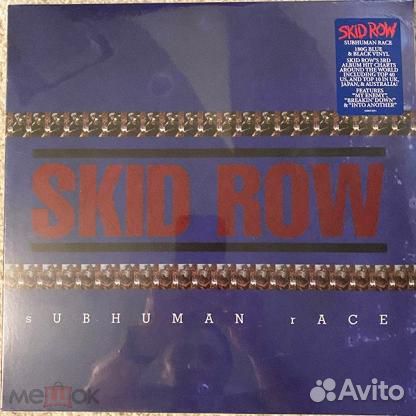 SKID ROW
SUBHUMAN RACE
180G BLUE
& BLACK VINYL
SKID ROW'S 3RD
ALBUM HIT CHARTS
AROUND THE WORLD
INCLUDING TOP 40
US, AND TOP 10 IN UK,
JAPAN, & AUSTRALIA!
FEATURES
"MY ENEMY",
"BREAKIN' DOWN"
& "INTO ANOTHER"
SKID ROW
sUBHUMAN rACE
Мешок
Avito